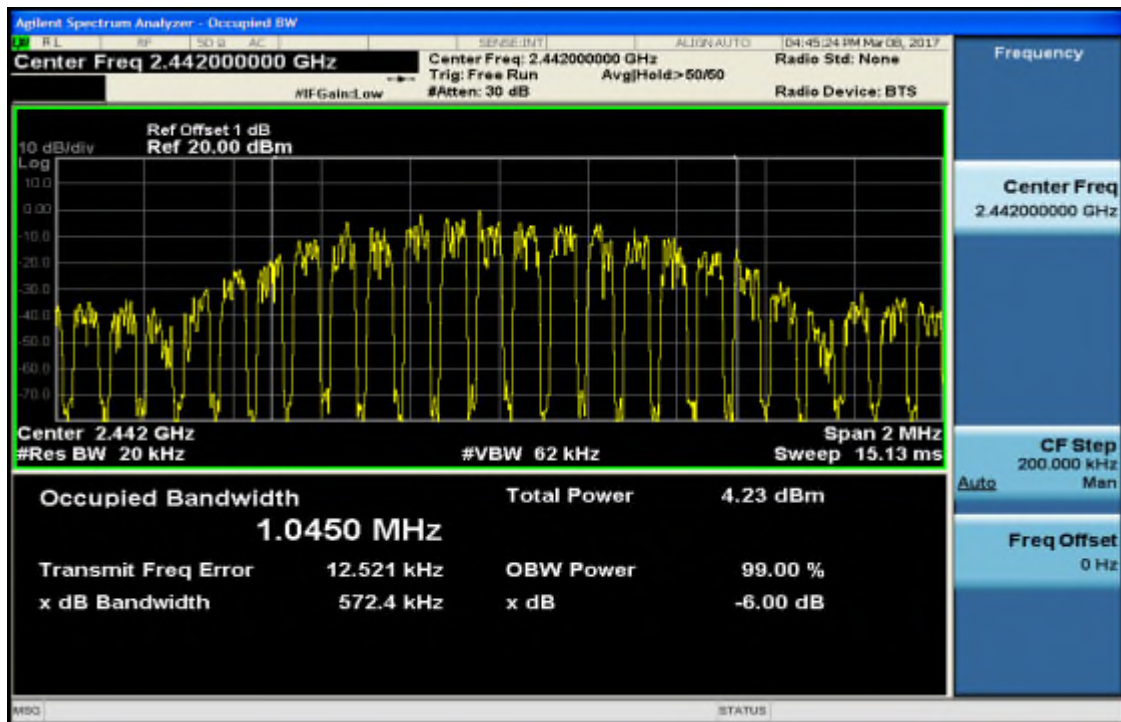 Agilent Spectrum Analyzer - Occupied BW
RL RF 50 Ω AC SENSE:INT ALIGN AUTO 04:45:24 PM Mar 08, 2017
Center Freq 2.442000000 GHz
Center Freq: 2.442000000 GHz Radio Std: None
Trig: Free Run Avg|Hold:>50/50
#IFGain:Low #Atten: 30 dB Radio Device: BTS
Ref Offset 1 dB
10 dB/div Ref 20.00 dBm
Log
10.0
0.00
-10.0
-20.0
-30.0
-40.0
-50.0
-60.0
-70.0
Center 2.442 GHz Span 2 MHz
#Res BW 20 kHz #VBW 62 kHz Sweep 15.13 ms
Occupied Bandwidth Total Power 4.23 dBm
1.0450 MHz
Transmit Freq Error 12.521 kHz OBW Power 99.00 %
x dB Bandwidth 572.4 kHz x dB -6.00 dB
MSG STATUS
Frequency
Center Freq
2.442000000 GHz
CF Step
200.000 kHz
Auto Man
Freq Offset
0 Hz